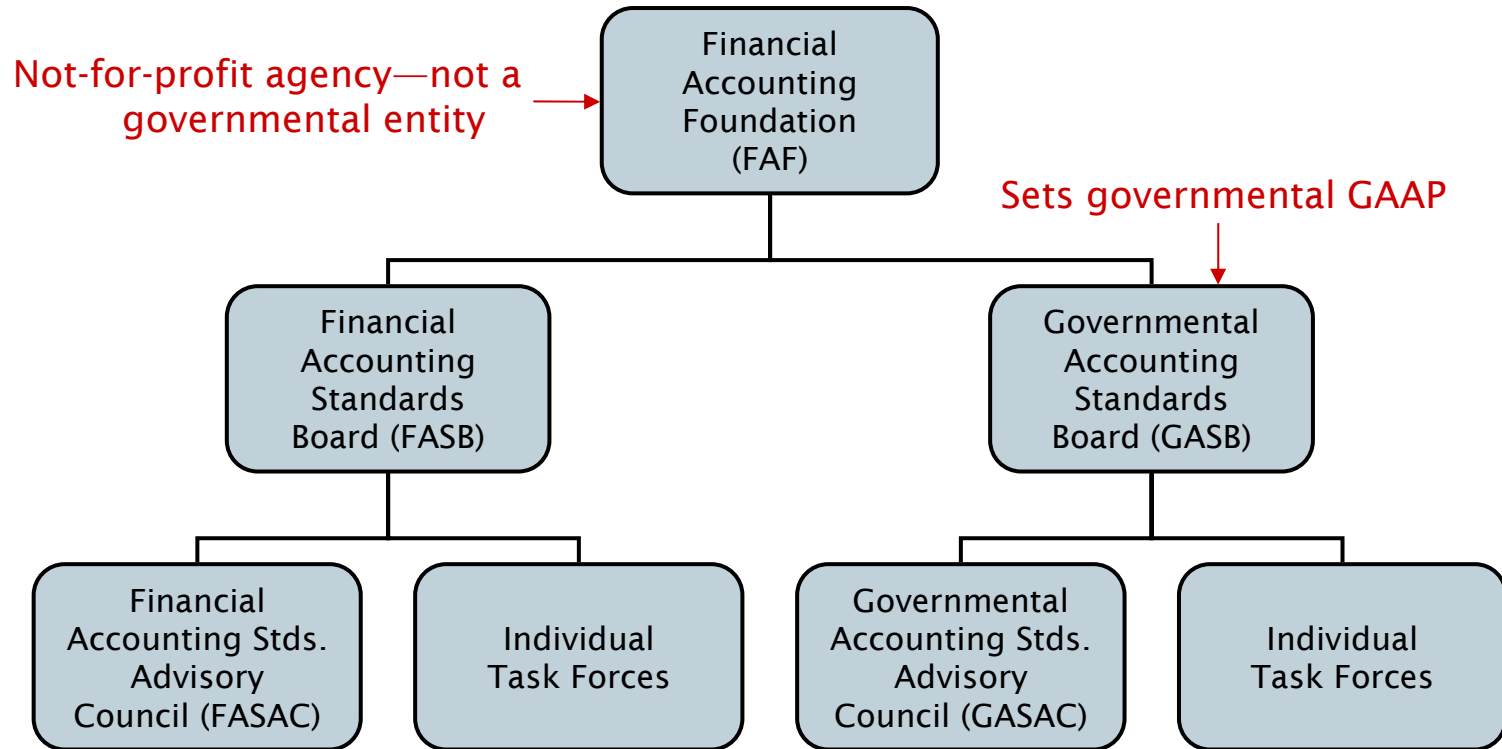 Financial
Accounting
Foundation
(FAF)
Not-for-profit agency—not a
governmental entity
Sets governmental GAAP
Financial
Accounting
Standards
Board (FASB)
Governmental
Accounting
Standards
Board (GASB)
Financial
Accounting Stds.
Advisory
Council (FASAC)
Individual
Task Forces
Governmental
Accounting Stds.
Advisory
Council (GASAC)
Individual
Task Forces